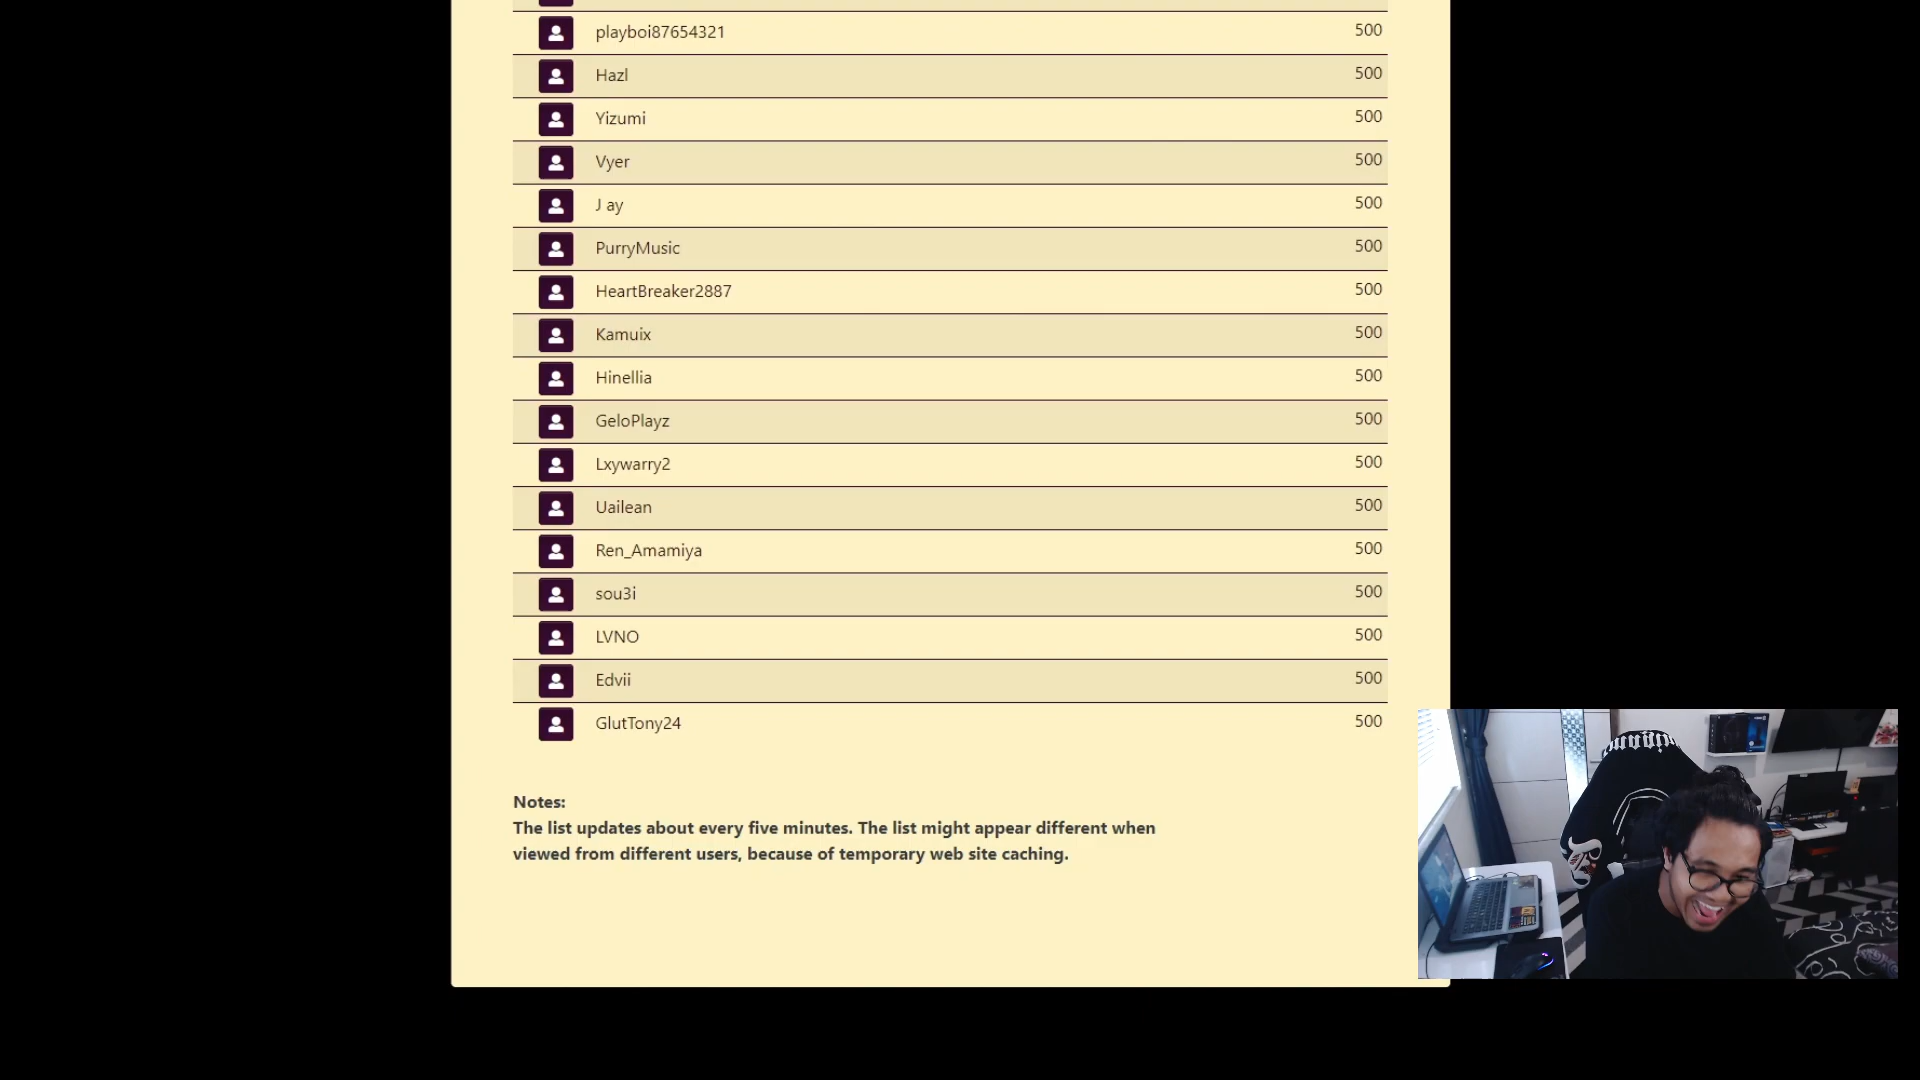 playboi87654321 500
Hazl 500
Yizumi 500
Vyer 500
J ay 500
PurryMusic 500
HeartBreaker2887 500
Kamuix 500
Hinellia 500
GeloPlayz 500
Lxywarry2 500
Uailean 500
Ren_Amamiya 500
sou3i 500
LVNO 500
Edvii 500
GlutTony24 500
Notes:
The list updates about every five minutes. The list might appear different when
viewed from different users, because of temporary web site caching.